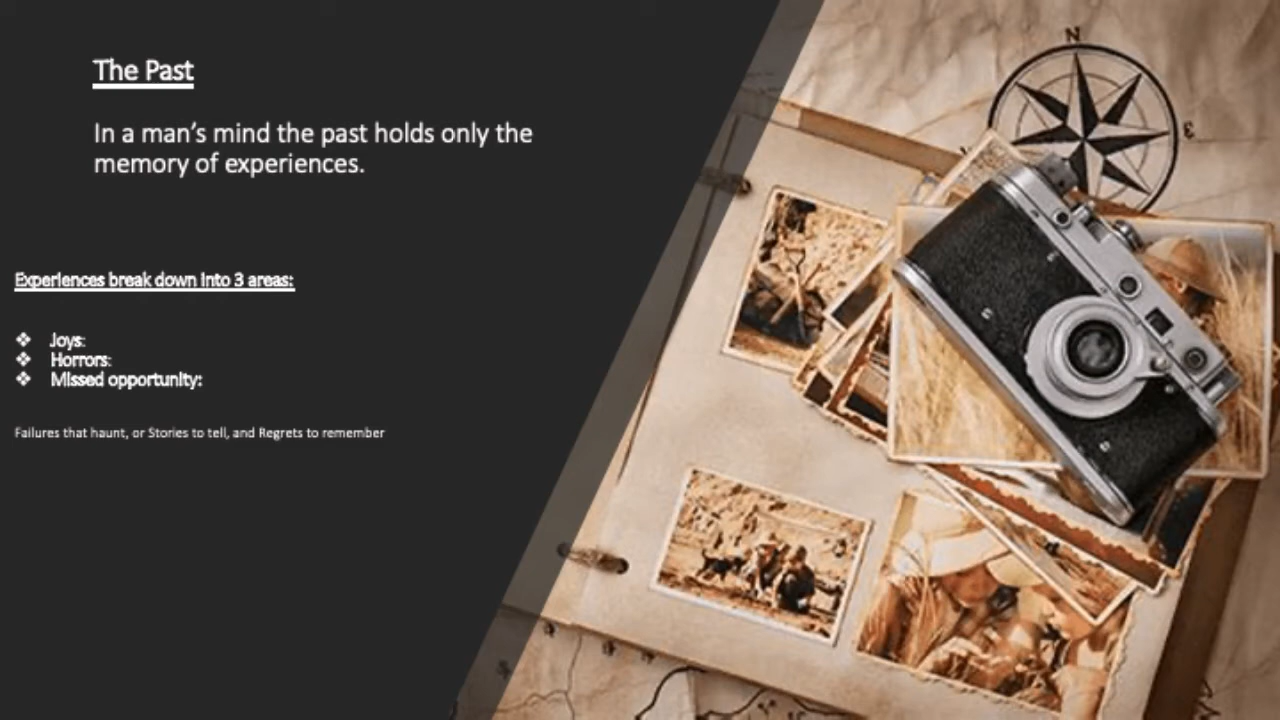 The Past
In a man’s mind the past holds only the
memory of experiences.
Experiences break down into 3 areas:
❖ Joys:
❖ Horrors:
❖ Missed opportunity:
Failures that haunt, or Stories to tell, and Regrets to remember
N